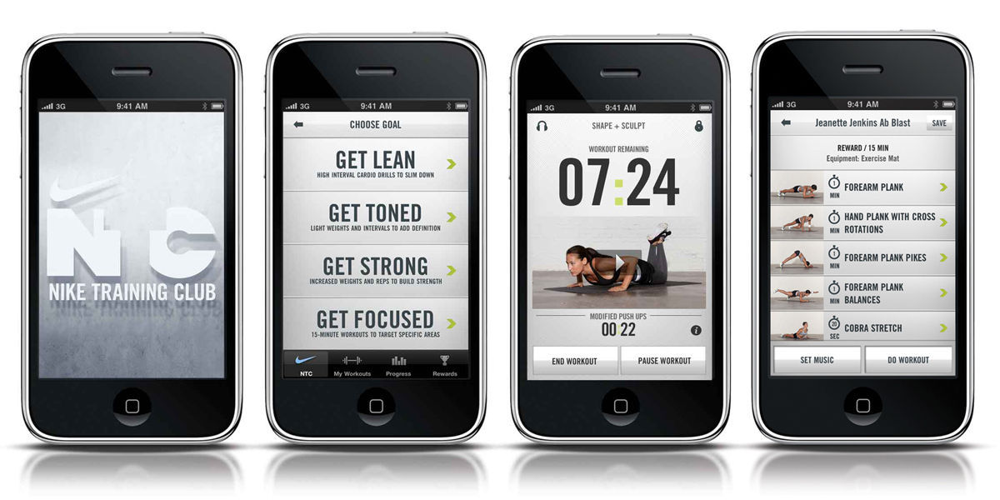 3G 9:41 AM
NTC
NIKE TRAINING CLUB
3G 9:41 AM
CHOOSE GOAL
GET LEAN
HIGH INTERVAL CARDIO DRILLS TO SLIM DOWN
GET TONED
LIGHT WEIGHTS AND INTERVALS TO ADD DEFINITION
GET STRONG
INCREASED WEIGHTS AND REPS TO BUILD STRENGTH
GET FOCUSED
15-MINUTE WORKOUTS TO TARGET SPECIFIC AREAS
NTC My Workouts Progress Rewards
3G 9:41 AM
SHAPE + SCULPT
WORKOUT REMAINING
07:24
MODIFIED PUSH UPS
00:22
END WORKOUT PAUSE WORKOUT
3G 9:41 AM
Jeanette Jenkins Ab Blast SAVE
REWARD / 15 MIN
Equipment: Exercise Mat
1 MIN FOREARM PLANK
1 MIN HAND PLANK WITH CROSS
ROTATIONS
1 MIN FOREARM PLANK PIKES
1 MIN FOREARM PLANK
BALANCES
20 SEC COBRA STRETCH
SET MUSIC DO WORKOUT